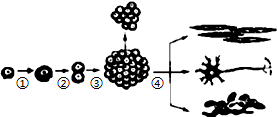 ① ② ③ ④